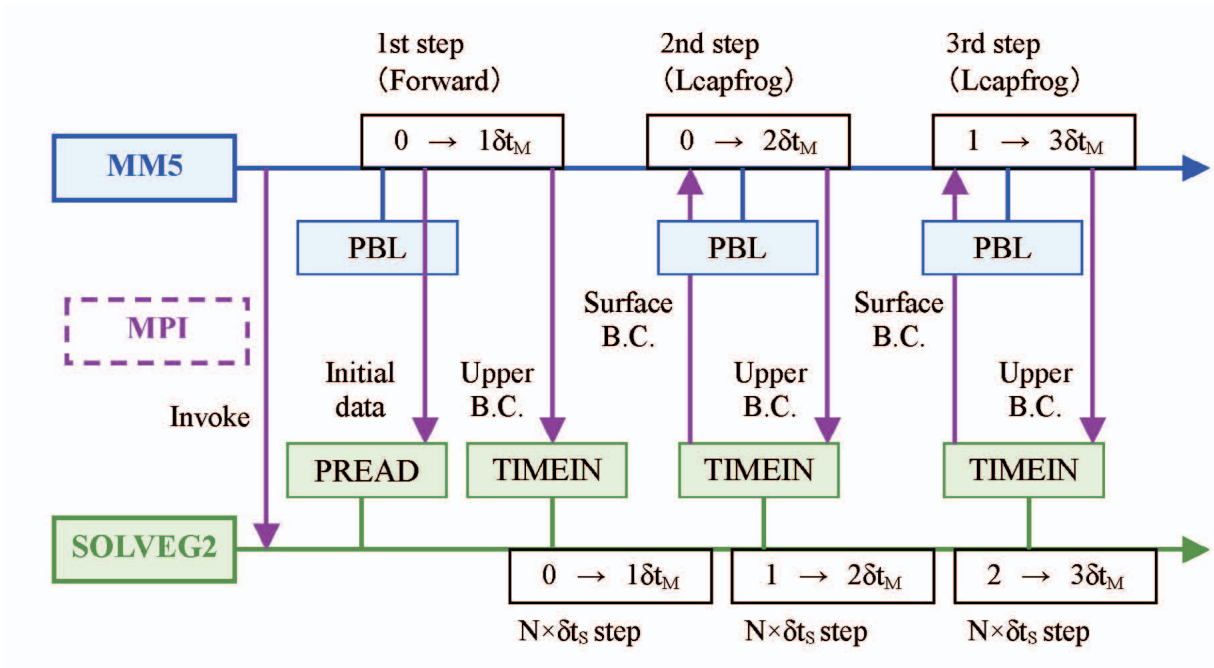 1st step
(Forward)
2nd step
(Lcapfrog)
3rd step
(Lcapfrog)
0 → 1δtM
0 → 2δtM
1 → 3δtM
MM5
PBL
PBL
PBL
MPI
Surface
B.C.
Surface
B.C.
Invoke
Initial
data
Upper
B.C.
Upper
B.C.
Upper
B.C.
PREAD
TIMEIN
TIMEIN
TIMEIN
SOLVEG2
0 → 1δtM
1 → 2δtM
2 → 3δtM
N×δtS step
N×δtS step
N×δtS step